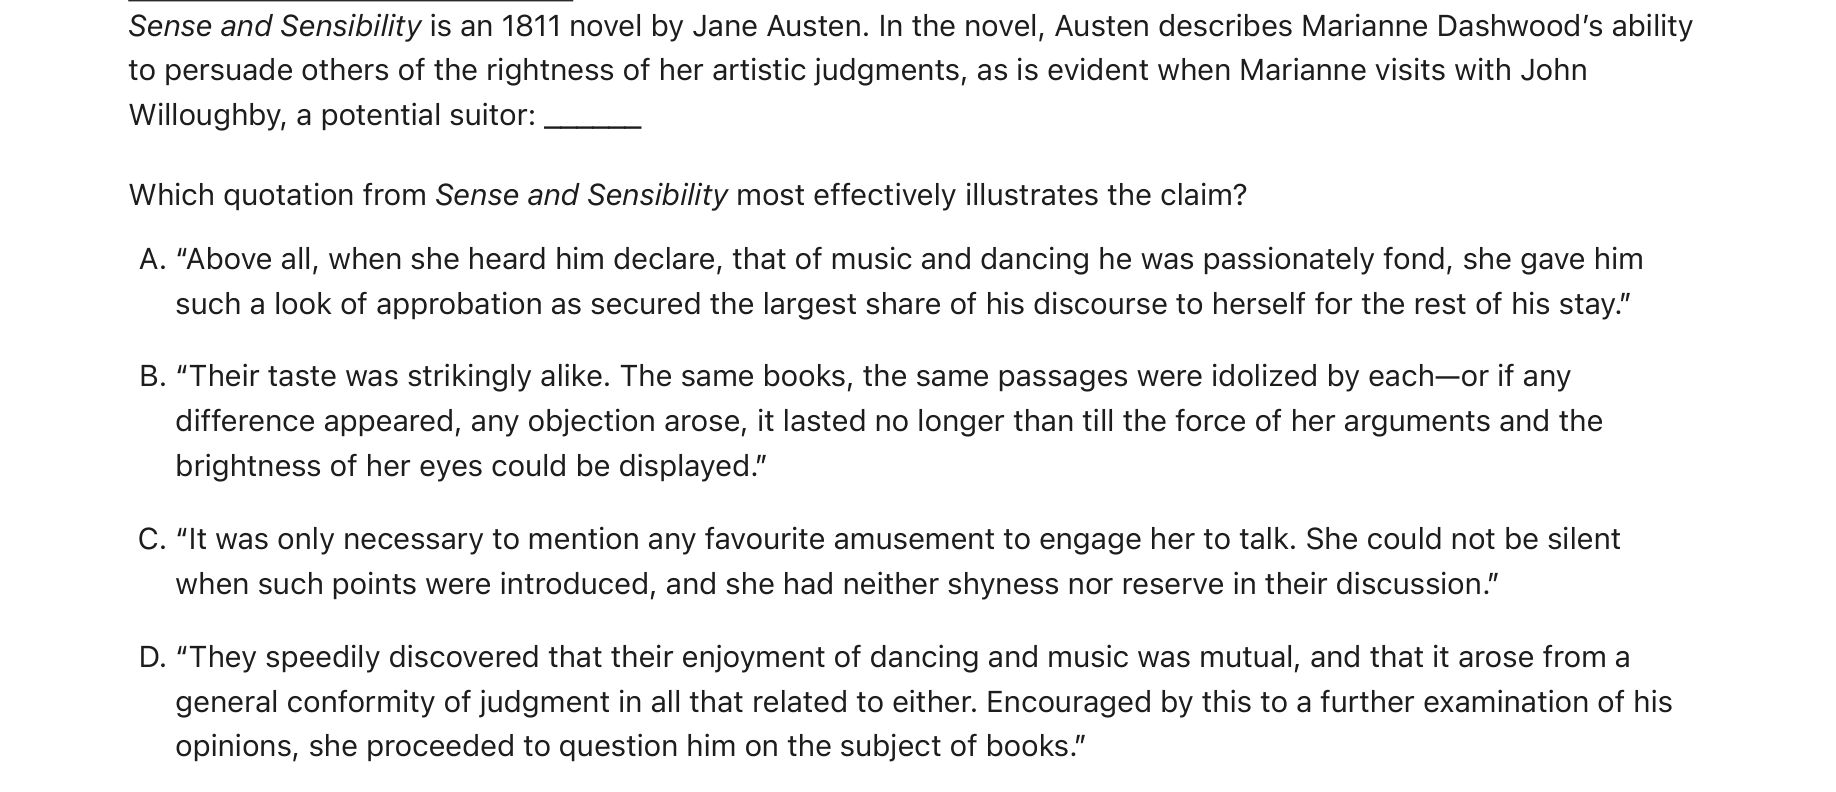 Sense and Sensibility is an 1811 novel by Jane Austen. In the novel, Austen describes Marianne Dashwood’s ability
to persuade others of the rightness of her artistic judgments, as is evident when Marianne visits with John
Willoughby, a potential suitor: ______
Which quotation from Sense and Sensibility most effectively illustrates the claim?
A. “Above all, when she heard him declare, that of music and dancing he was passionately fond, she gave him
such a look of approbation as secured the largest share of his discourse to herself for the rest of his stay.”
B. “Their taste was strikingly alike. The same books, the same passages were idolized by each—or if any
difference appeared, any objection arose, it lasted no longer than till the force of her arguments and the
brightness of her eyes could be displayed.”
C. “It was only necessary to mention any favourite amusement to engage her to talk. She could not be silent
when such points were introduced, and she had neither shyness nor reserve in their discussion.”
D. “They speedily discovered that their enjoyment of dancing and music was mutual, and that it arose from a
general conformity of judgment in all that related to either. Encouraged by this to a further examination of his
opinions, she proceeded to question him on the subject of books.”